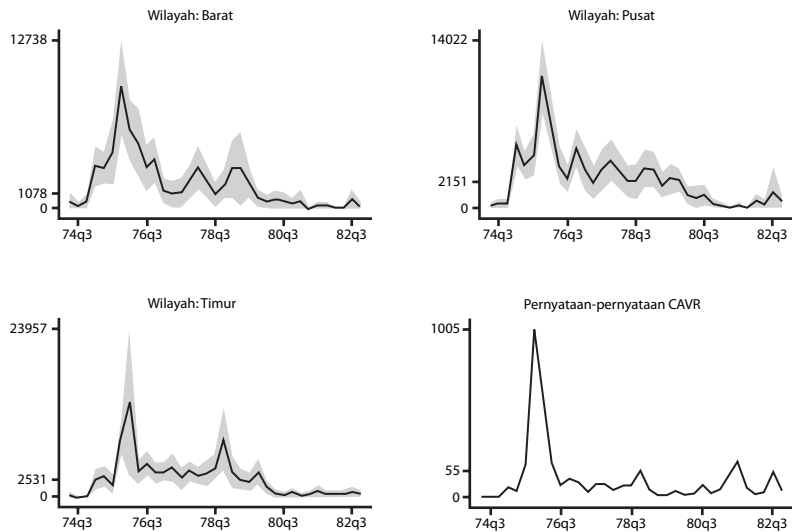 Wilayah: Barat
12738
1078
0
74q3 76q3 78q3 80q3 82q3
Wilayah: Pusat
14022
2151
0
74q3 76q3 78q3 80q3 82q3
Wilayah: Timur
23957
2531
0
74q3 76q3 78q3 80q3 82q3
Pernyataan-pernyataan CAVR
1005
55
0
74q3 76q3 78q3 80q3 82q3